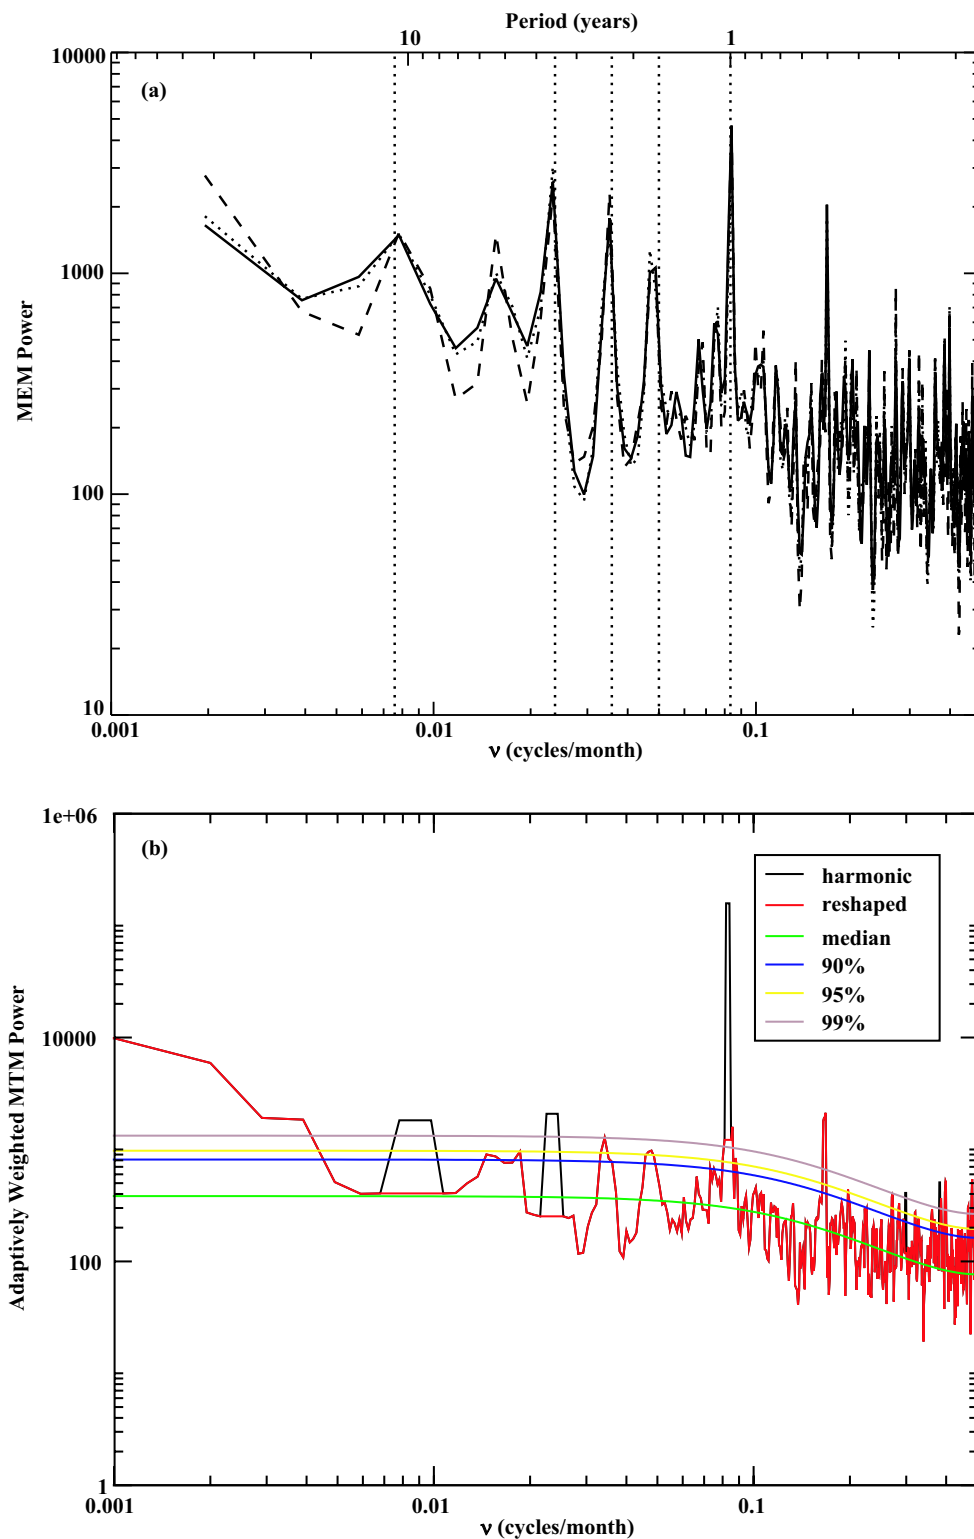 Period (years)
10 1
10000
(a)
1000
MEM Power
100
10
0.001 0.01 0.1
ν (cycles/month)
1e+06
(b)
harmonic
reshaped
median
90%
95%
99%
10000
Adaptively Weighted MTM Power
100
1
0.001 0.01 0.1
ν (cycles/month)